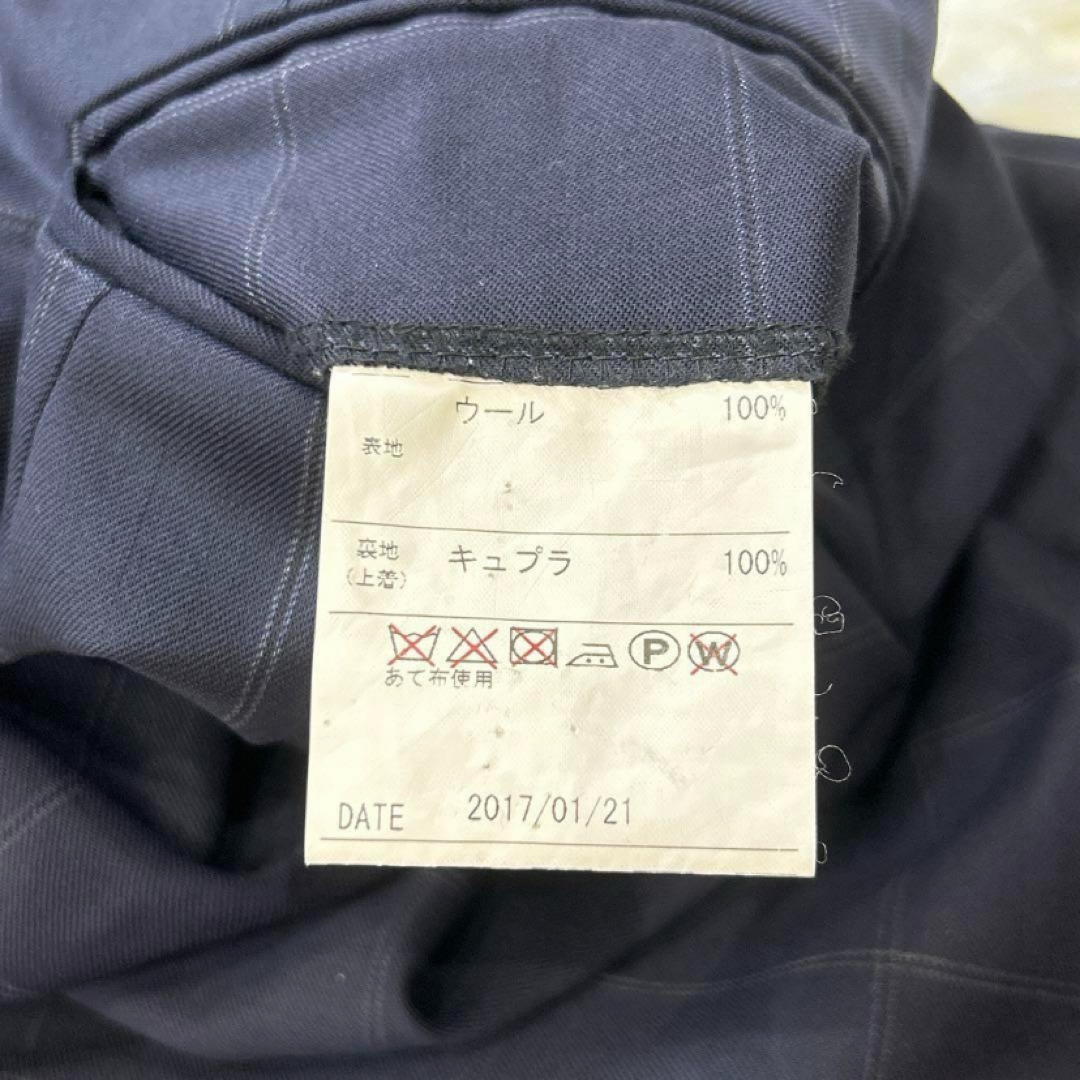 ウール 100%
表地
裏地 キュプラ 100%
(上着)
P W
あて布使用
DATE 2017/01/21